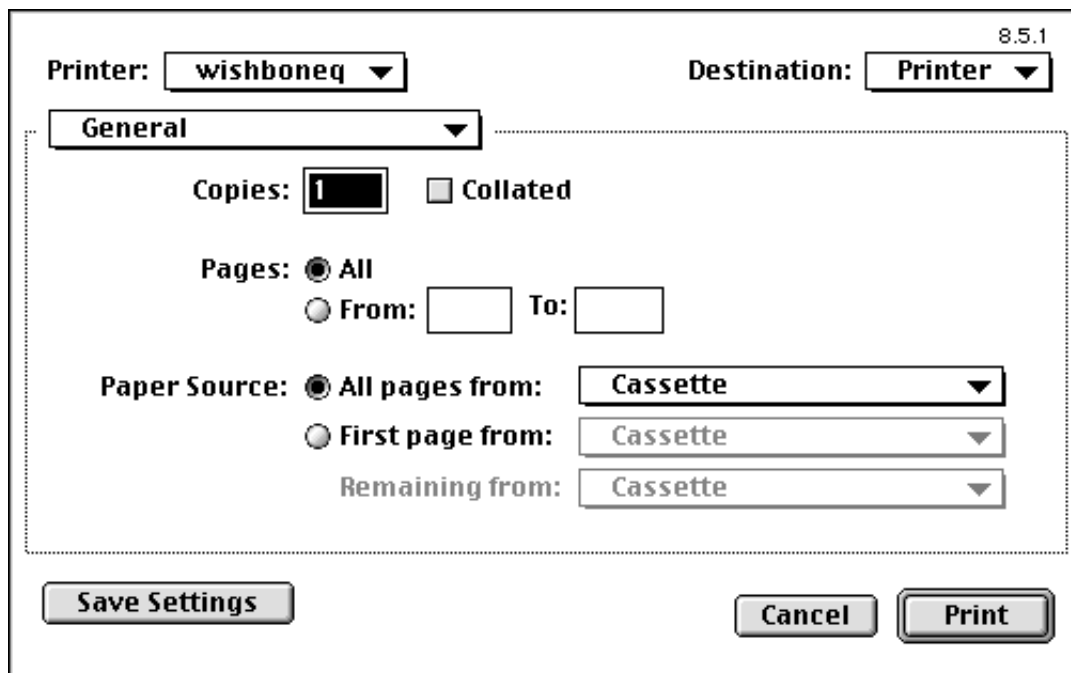 8.5.1
Printer: wishboneq Destination: Printer
General
Copies: 1 Collated
Pages: All
From: To:
Paper Source: All pages from: Cassette
First page from: Cassette
Remaining from: Cassette
Save Settings Cancel Print